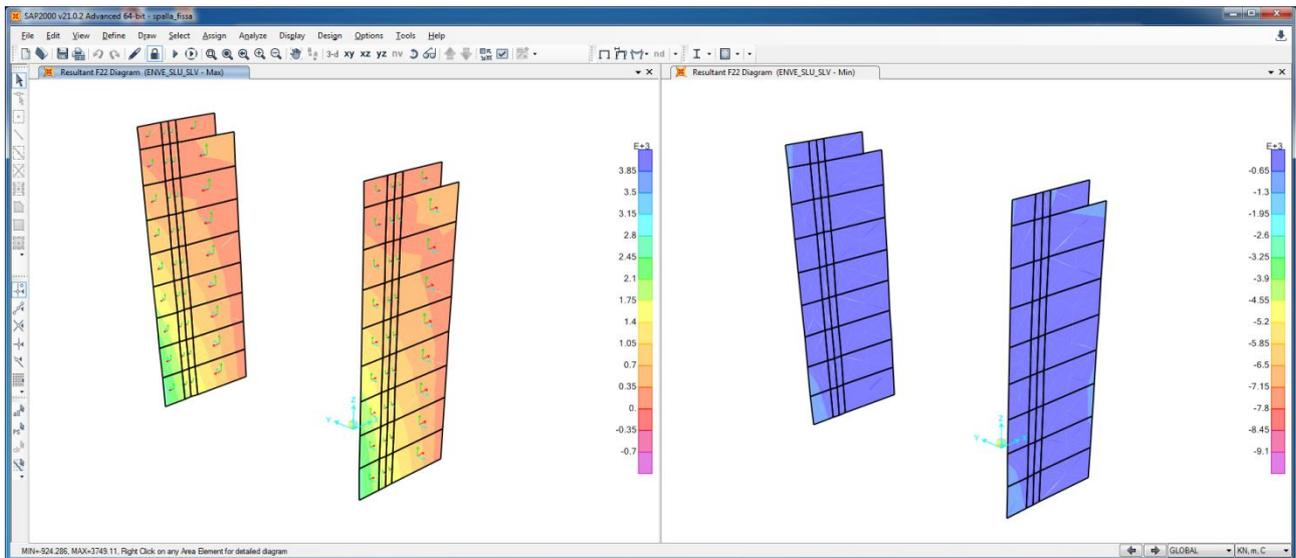 SAP2000 v21.0.2 Advanced 64-bit - spalla_fissa
File Edit View Define Draw Select Assign Analyze Display Design Options Tools Help
3-d xy xz yz nv
nd
Resultant F22 Diagram (ENVE_SLU_SLV - Max)
Resultant F22 Diagram (ENVE_SLU_SLV - Min)
E+3
3.85
3.5
3.15
2.8
2.45
2.1
1.75
1.4
1.05
0.7
0.35
0.
-0.35
-0.7
Z
Y
E+3
-0.65
-1.3
-1.95
-2.6
-3.25
-3.9
-4.55
-5.2
-5.85
-6.5
-7.15
-7.8
-8.45
-9.1
Z
Y
MIN=-924.286, MAX=3749.11, Right Click on any Area Element for detailed diagram
GLOBAL
KN, m, C